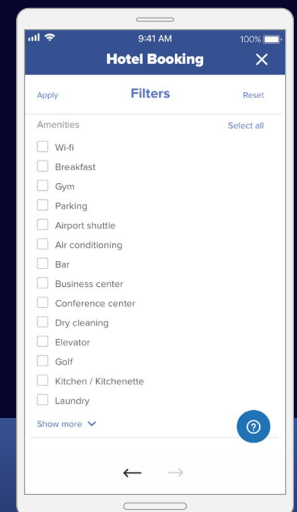 9:41 AM
100%
Hotel Booking
Apply
Filters
Reset
Amenities
Select all
Wi-fi
Breakfast
Gym
Parking
Airport shuttle
Air conditioning
Bar
Business center
Conference center
Dry cleaning
Elevator
Golf
Kitchen / Kitchenette
Laundry
Show more
?